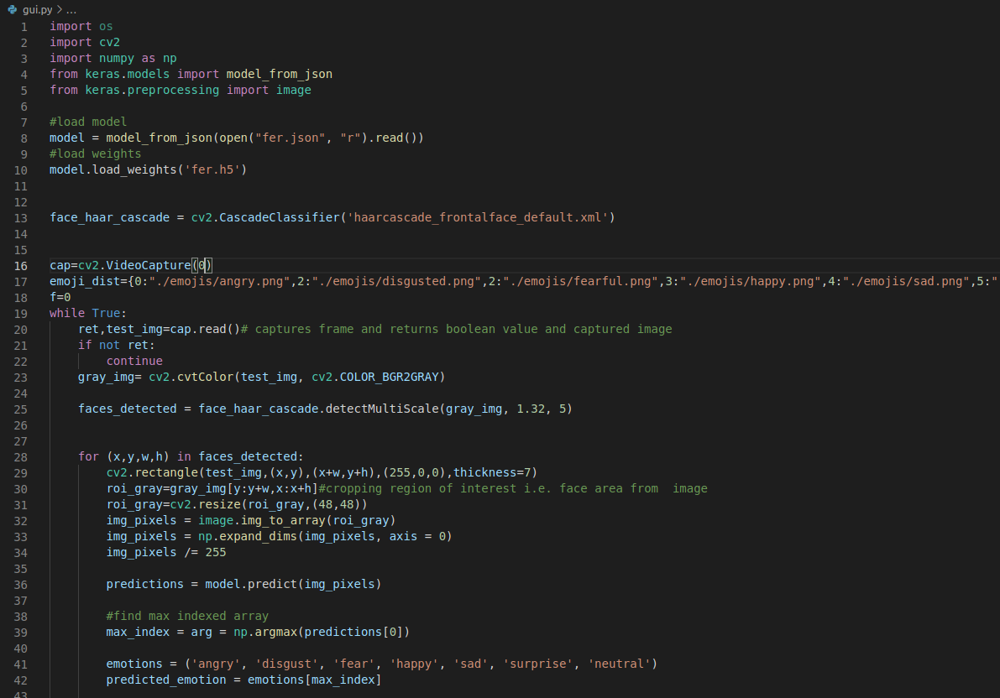 gui.py > ...
1 import os
2 import cv2
3 import numpy as np
4 from keras.models import model_from_json
5 from keras.preprocessing import image
6
7 #load model
8 model = model_from_json(open("fer.json", "r").read())
9 #load weights
10 model.load_weights('fer.h5')
11
12
13 face_haar_cascade = cv2.CascadeClassifier('haarcascade_frontalface_default.xml')
14
15
16 cap=cv2.VideoCapture(0)
17 emoji_dist={0:"./emojis/angry.png",2:"./emojis/disgusted.png",2:"./emojis/fearful.png",3:"./emojis/happy.png",4:"./emojis/sad.png",5:"
18 f=0
19 while True:
20     ret,test_img=cap.read()# captures frame and returns boolean value and captured image
21     if not ret:
22         continue
23     gray_img= cv2.cvtColor(test_img, cv2.COLOR_BGR2GRAY)
24
25     faces_detected = face_haar_cascade.detectMultiScale(gray_img, 1.32, 5)
26
27
28     for (x,y,w,h) in faces_detected:
29         cv2.rectangle(test_img,(x,y),(x+w,y+h),(255,0,0),thickness=7)
30         roi_gray=gray_img[y:y+w,x:x+h]#cropping region of interest i.e. face area from  image
31         roi_gray=cv2.resize(roi_gray,(48,48))
32         img_pixels = image.img_to_array(roi_gray)
33         img_pixels = np.expand_dims(img_pixels, axis = 0)
34         img_pixels /= 255
35
36         predictions = model.predict(img_pixels)
37
38         #find max indexed array
39         max_index = arg = np.argmax(predictions[0])
40
41         emotions = ('angry', 'disgust', 'fear', 'happy', 'sad', 'surprise', 'neutral')
42         predicted_emotion = emotions[max_index]
43